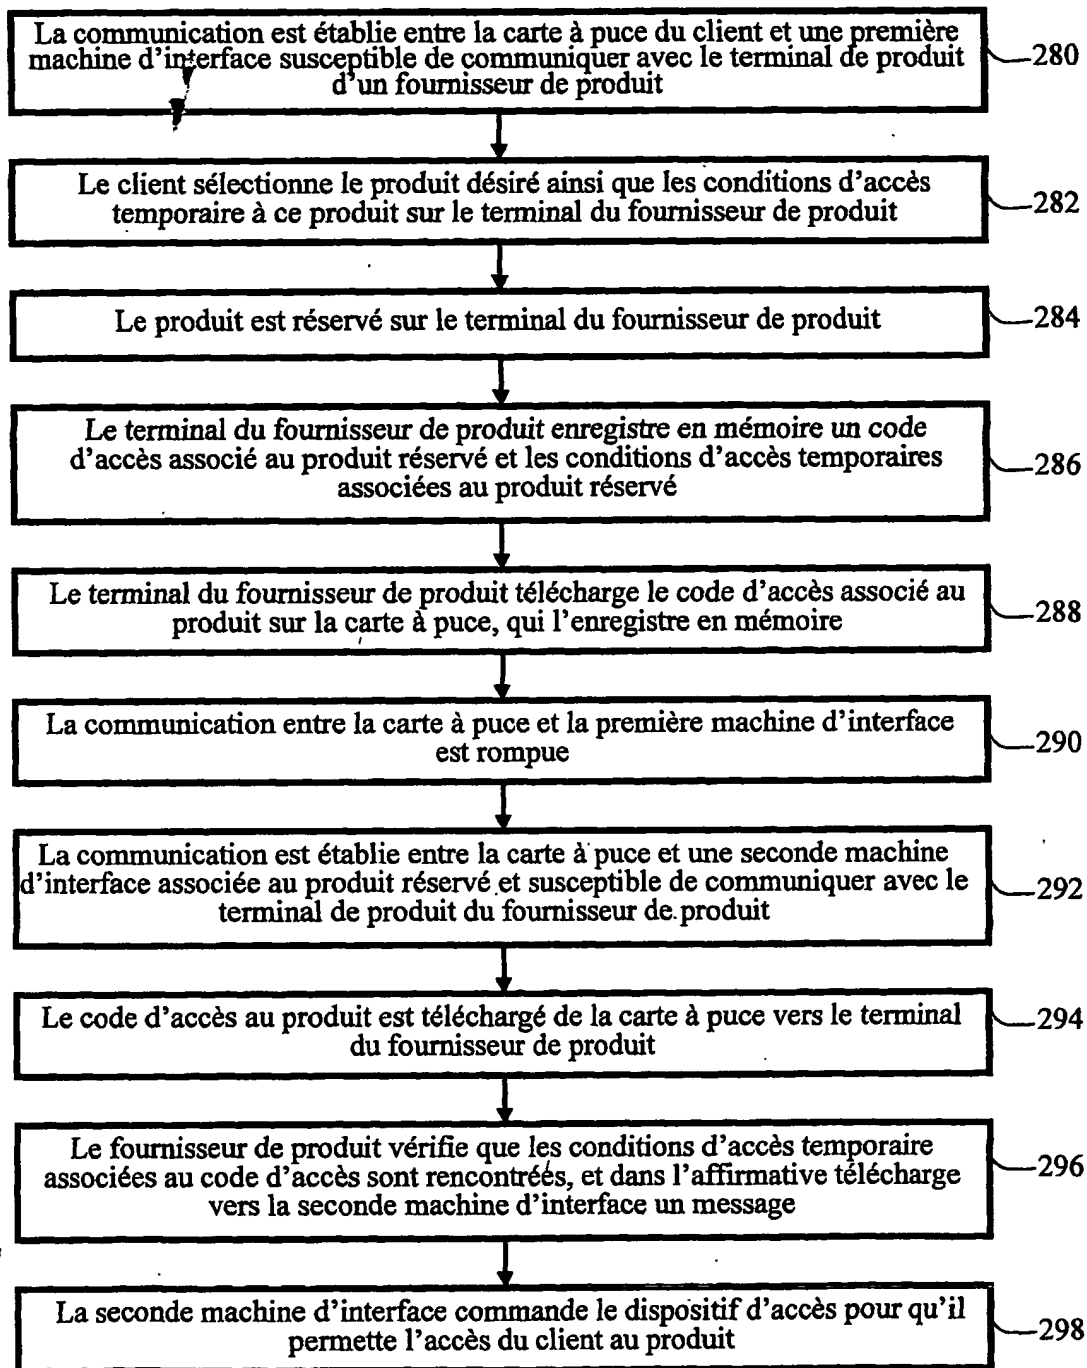 La communication est établie entre la carte à puce du client et une première
machine d'interface susceptible de communiquer avec le terminal de produit
d'un fournisseur de produit
280
Le client sélectionne le produit désiré ainsi que les conditions d'accès
temporaire à ce produit sur le terminal du fournisseur de produit
282
Le produit est réservé sur le terminal du fournisseur de produit
284
Le terminal du fournisseur de produit enregistre en mémoire un code
d'accès associé au produit réservé et les conditions d'accès temporaires
associées au produit réservé
286
Le terminal du fournisseur de produit télécharge le code d'accès associé au
produit sur la carte à puce, qui l'enregistre en mémoire
288
La communication entre la carte à puce et la première machine d'interface
est rompue
290
La communication est établie entre la carte à puce et une seconde machine
d'interface associée au produit réservé et susceptible de communiquer avec le
terminal de produit du fournisseur de produit
292
Le code d'accès au produit est téléchargé de la carte à puce vers le terminal
du fournisseur de produit
294
Le fournisseur de produit vérifie que les conditions d'accès temporaire
associées au code d'accès sont rencontréés, et dans l'affirmative télécharge
vers la seconde machine d'interface un message
296
La seconde machine d'interface commande le dispositif d'accès pour qu'il
permette l'accès du client au produit
298